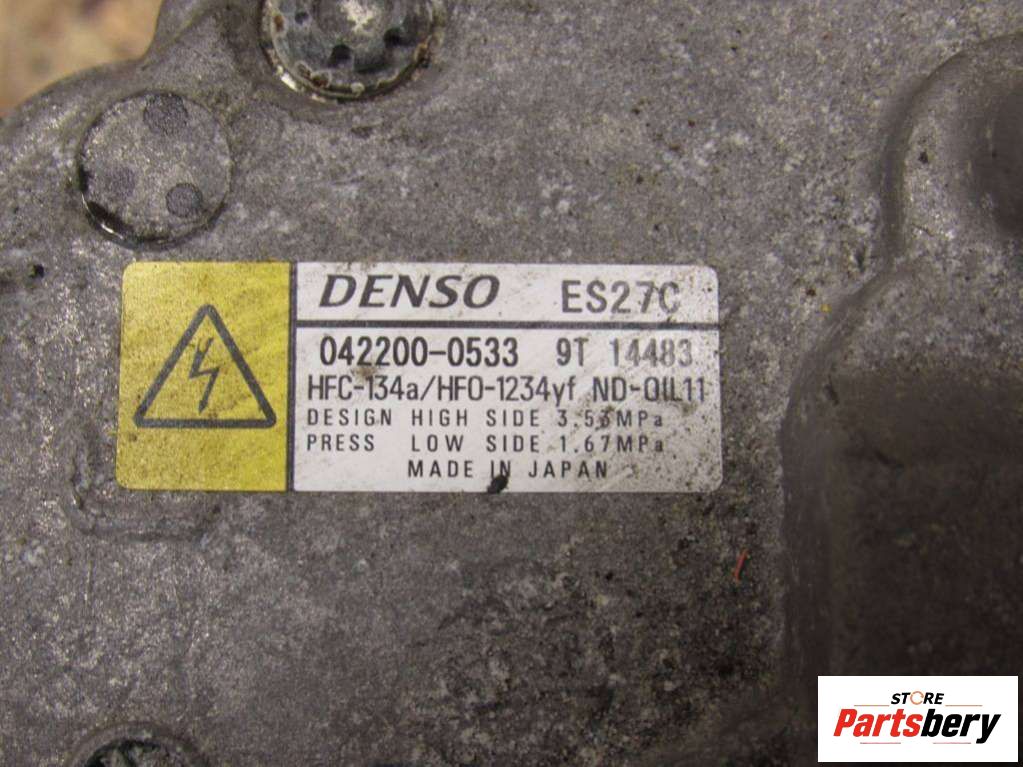 DENSO ES27C
042200-0533 9T 14483
HFC-134a/HFO-1234yf ND-OIL11
DESIGN HIGH SIDE 3.53MPa
PRESS LOW SIDE 1.67MPa
MADE IN JAPAN
STORE
Partsbery